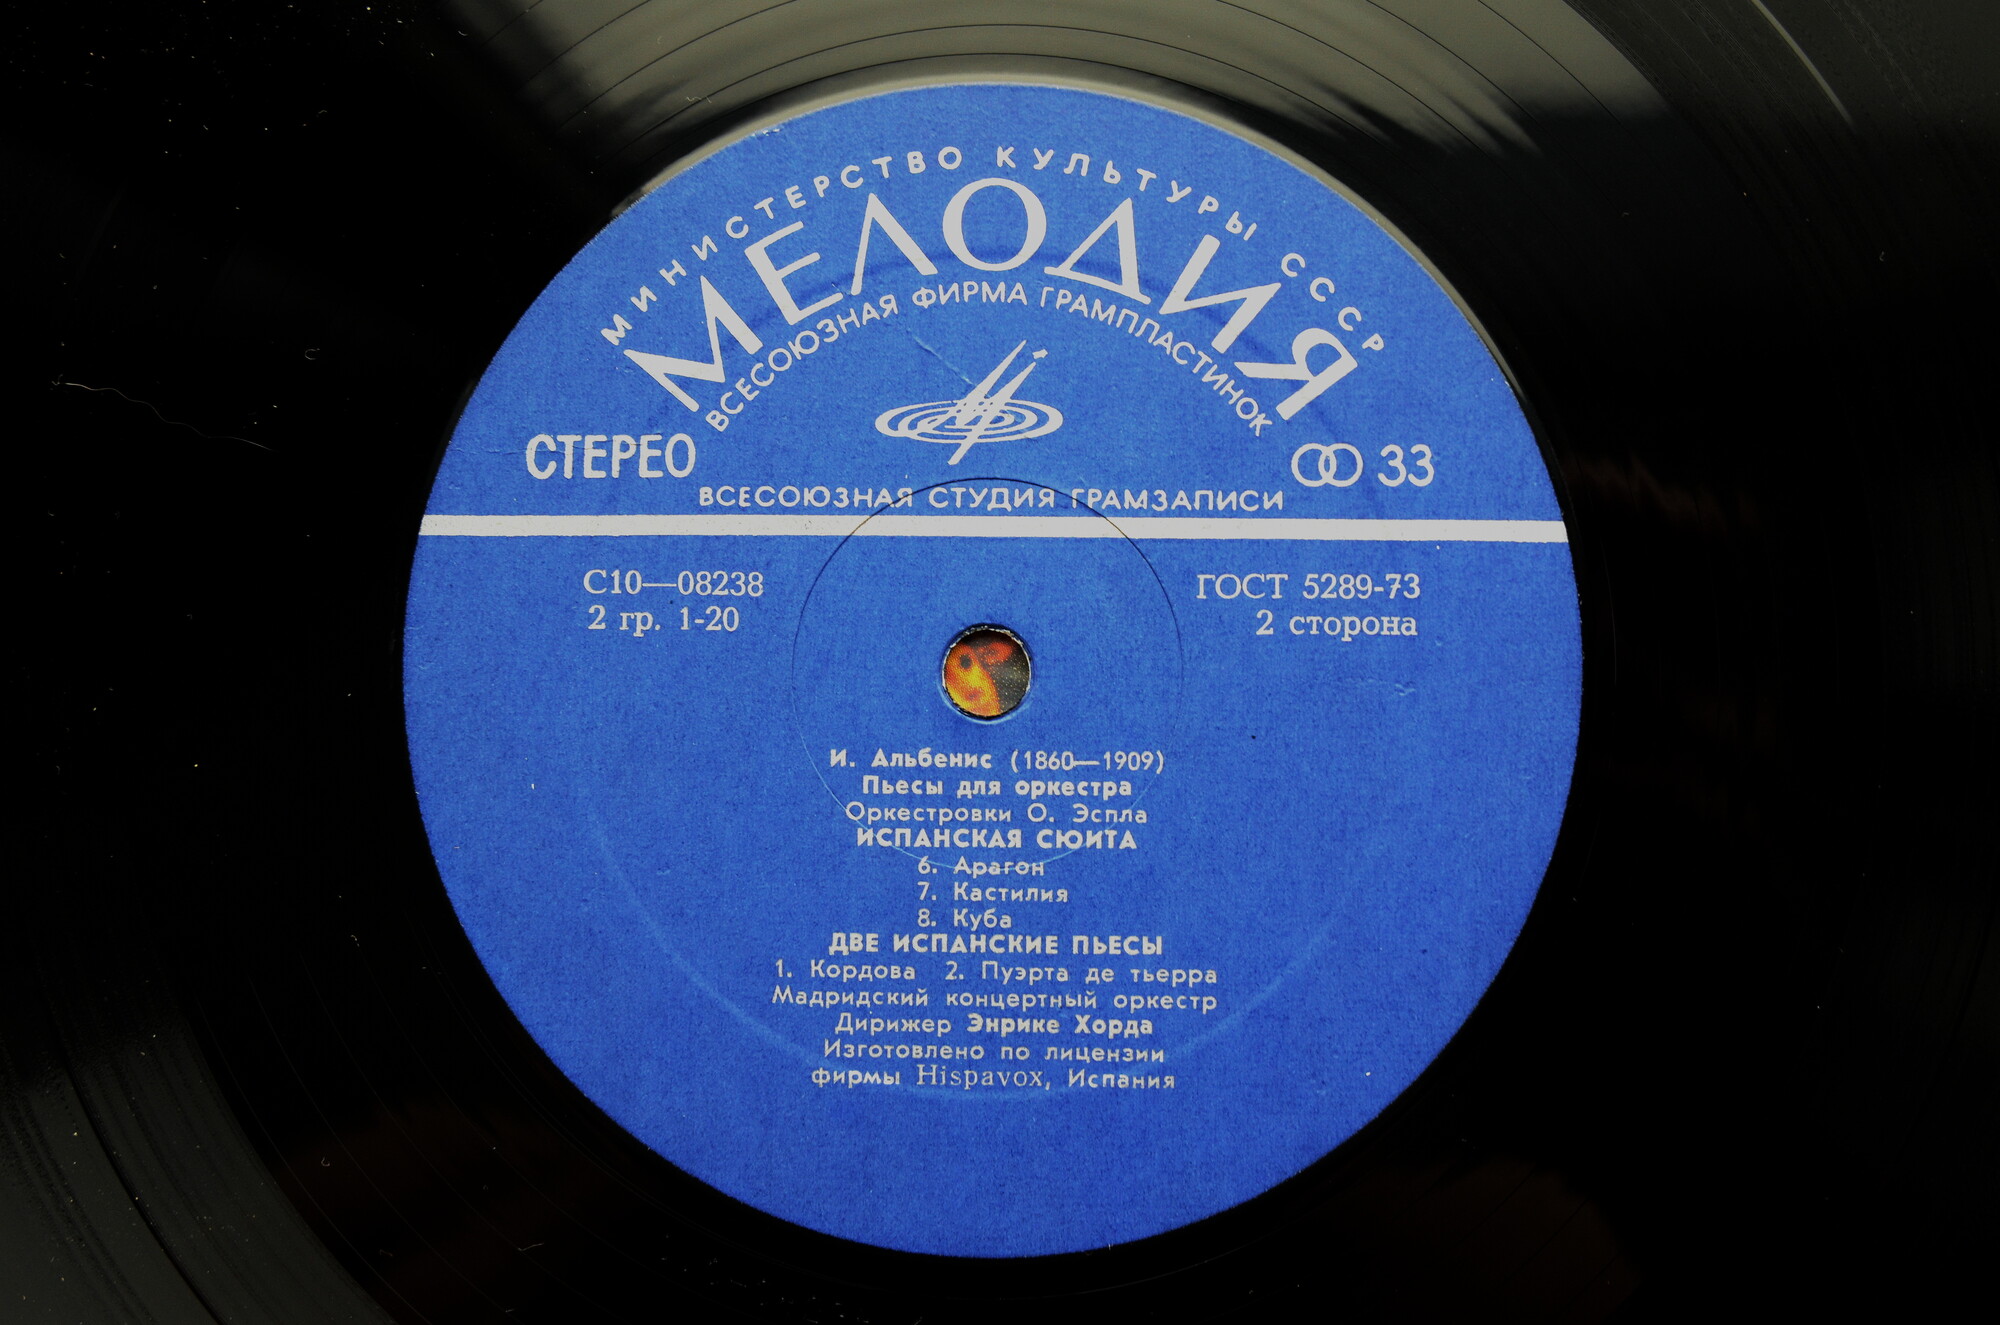 МИНИСТЕРСТВО КУЛЬТУРЫ СССР
МЕЛОДИЯ
ВСЕСОЮЗНАЯ ФИРМА ГРАМПЛАСТИНОК
СТЕРЕО
33
ВСЕСОЮЗНАЯ СТУДИЯ ГРАМЗАПИСИ
С10—08238
ГОСТ 5289-73
2 гр. 1-20
2 сторона
И. Альбенис (1860—1909)
Пьесы для оркестра
Оркестровки О. Эспла
ИСПАНСКАЯ СЮИТА
6. Арагон
7. Кастилия
8. Куба
ДВЕ ИСПАНСКИЕ ПЬЕСЫ
1. Кордова 2. Пуэрта де тьерра
Мадридский концертный оркестр
Дирижер Энрике Хорда
Изготовлено по лицензии
фирмы Hispavox, Испания